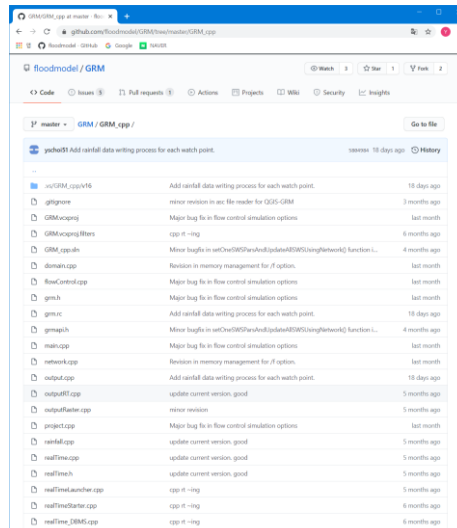 GRM/GRM_cpp at master · floo
github.com/floodmodel/GRM/tree/master/GRM_cpp
floodmodel · GitHub Google NAVER
floodmodel / GRM
Watch 3 Star 1 Fork 2
Code Issues 3 Pull requests 1 Actions Projects Wiki Security Insights
master GRM / GRM_cpp / Go to file
yschoi51 Add rainfall data writing process for each watch point. 18 days ago History
..
.vs/GRM_cpp/v16 Add rainfall data writing process for each watch point. 18 days ago
.gitignore minor revision in asc file reader for QGIS-GRM 3 months ago
GRM.vcxproj Major bug fix in flow control simulation options last month
GRM.vcxproj.filters cpp rt ~ing 6 months ago
GRM_cpp.sln Minor bugfix in setOneSWSParsAndUpdateAllSWSUsingNetwork() function i... 4 months ago
domain.cpp Revision in memory management for /f option. last month
flowControl.cpp Major bug fix in flow control simulation options last month
grm.h Major bug fix in flow control simulation options last month
grm.rc Add rainfall data writing process for each watch point. 18 days ago
grmapi.h Minor bugfix in setOneSWSParsAndUpdateAllSWSUsingNetwork() function i... 4 months ago
main.cpp Major bug fix in flow control simulation options last month
network.cpp Revision in memory management for /f option. last month
output.cpp Add rainfall data writing process for each watch point. 18 days ago
outputRT.cpp update current version. good 5 months ago
outputRaster.cpp minor revision 5 months ago
project.cpp Major bug fix in flow control simulation options last month
rainfall.cpp update current version. good 5 months ago
realTime.cpp update current version. good 5 months ago
realTime.h update current version. good 5 months ago
realTimeLauncher.cpp cpp rt ~ing 5 months ago
realTimeStarter.cpp cpp rt ~ing 6 months ago
realTime_DBMS.cpp cpp rt ~ing 6 months ago